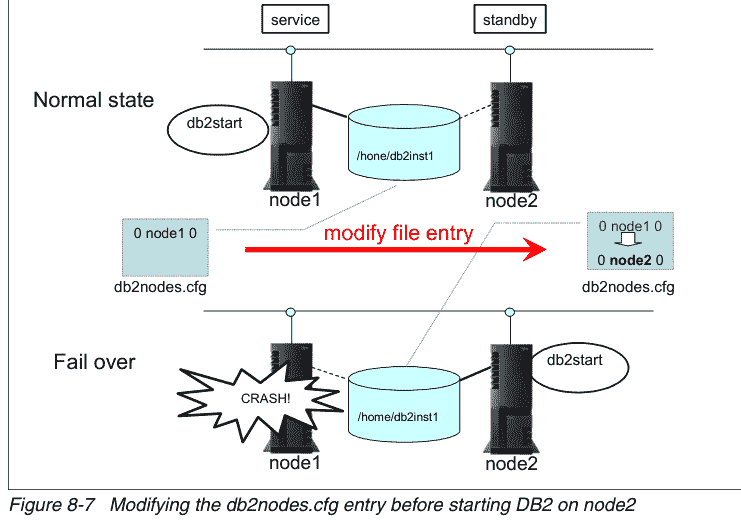 service
standby
Normal state
db2start
/hone/db2inst1
node1
node2
0 node1 0
modify file entry
0 node1 0
0 node2 0
db2nodes.cfg
db2nodes.cfg
Fail over
db2start
CRASH!
/home/db2inst1
node1
node2
Figure 8-7 Modifying the db2nodes.cfg entry before starting DB2 on node2